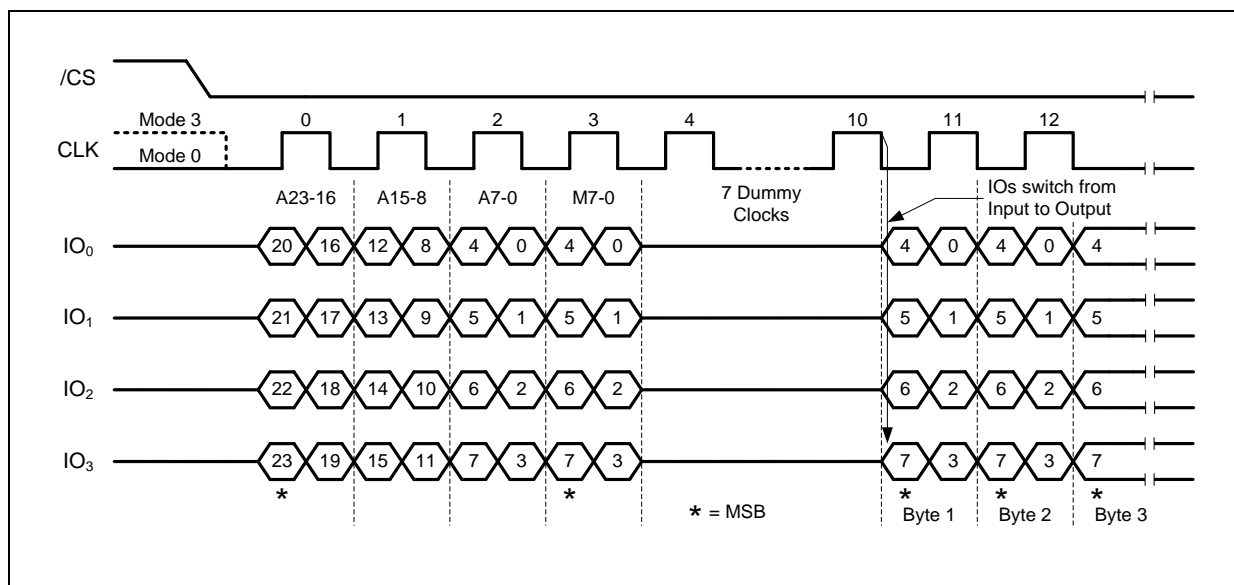 /CS
Mode 3 0 1 2 3 4 10 11 12
CLK Mode 0
A23-16 A15-8 A7-0 M7-0 7 Dummy Clocks IOs switch from Input to Output
IO0 20 16 12 8 4 0 4 0 4 0 4 0 4
IO1 21 17 13 9 5 1 5 1 5 1 5 1 5
IO2 22 18 14 10 6 2 6 2 6 2 6 2 6
IO3 23 19 15 11 7 3 7 3 7 3 7 3 7
* * * * *
* = MSB Byte 1 Byte 2 Byte 3